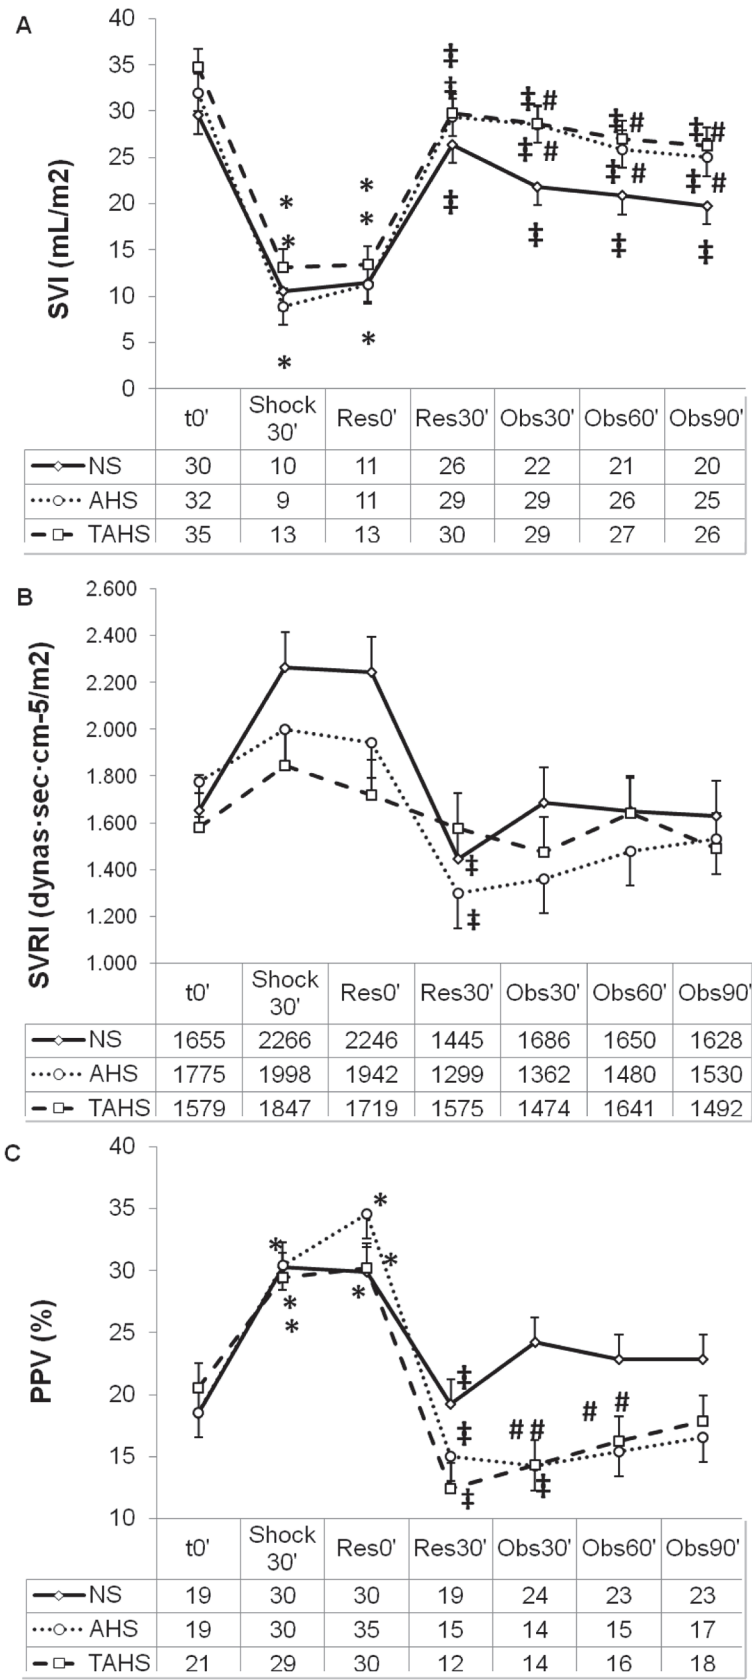 A
SVI (mL/m2)
40
35
30
25
20
15
10
5
0
‡ ‡ ‡ # ‡ # ‡ #
‡ # ‡ # ‡ #
* * * *
‡ ‡ ‡ ‡
* *
t0' Shock 30' Res0' Res30' Obs30' Obs60' Obs90'
NS 30 10 11 26 22 21 20
AHS 32 9 11 29 29 26 25
TAHS 35 13 13 30 29 27 26
B
SVRI (dynas·sec·cm-5/m2)
2.600
2.400
2.200
2.000
1.800
1.600
1.400
1.200
1.000
‡
‡
t0' Shock 30' Res0' Res30' Obs30' Obs60' Obs90'
NS 1655 2266 2246 1445 1686 1650 1628
AHS 1775 1998 1942 1299 1362 1480 1530
TAHS 1579 1847 1719 1575 1474 1641 1492
C
PPV (%)
40
35
30
25
20
15
10
* * *
* * *
‡
‡ # # # #
‡ ‡
t0' Shock 30' Res0' Res30' Obs30' Obs60' Obs90'
NS 19 30 30 19 24 23 23
AHS 19 30 35 15 14 15 17
TAHS 21 29 30 12 14 16 18